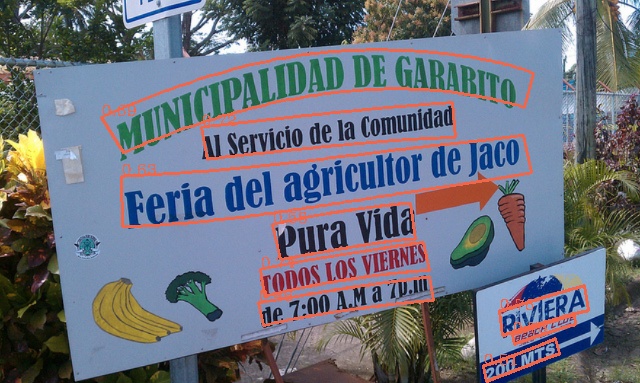 MUNICIPALIDAD DE GARABITO
Al Servicio de la Comunidad
Feria del agricultor de Jaco
Pura Vida
TODOS LOS VIERNES
de 7:00 A.M a 7p.m
RIVIERA
BEACH CLUB
200 MTS